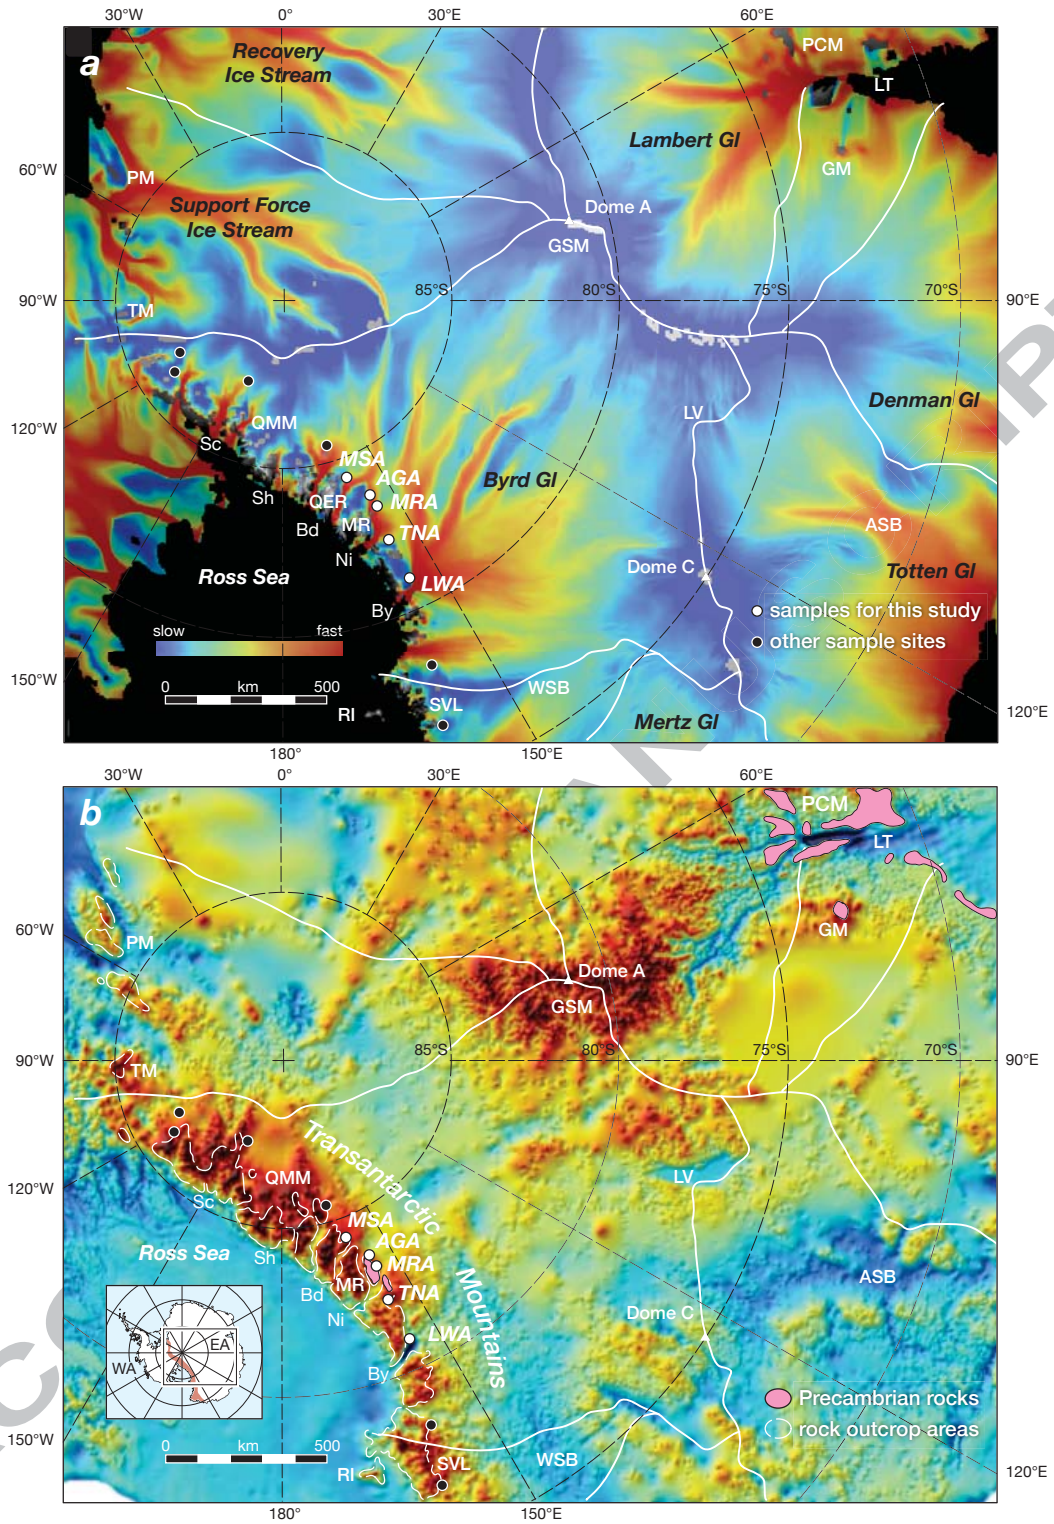 30°W
0°
30°E
60°E
a
Recovery
Ice Stream
PCM
LT
Lambert Gl
GM
60°W
PM
Support Force
Ice Stream
Dome A
GSM
90°W
TM
85°S
80°S
75°S
70°S
90°E
Denman Gl
LV
QMM
120°W
Sc
MSA
AGA
Byrd Gl
Sh
QER
MRA
Bd
MR
TNA
ASB
Ni
Dome C
Totten Gl
Ross Sea
LWA
By
samples for this study
slow
fast
other sample sites
150°W
0
km
500
WSB
SVL
RI
Mertz Gl
120°E
180°
150°E
30°W
0°
30°E
60°E
b
PCM
LT
GM
60°W
PM
Dome A
GSM
90°W
TM
85°S
80°S
75°S
70°S
90°E
Transantarctic
Mountains
QMM
LV
120°W
Sc
MSA
Ross Sea
Sh
AGA
MRA
MR
ASB
Bd
TNA
Ni
Dome C
LWA
EA
WA
By
Precambrian rocks
rock outcrop areas
150°W
0
km
500
WSB
SVL
RI
120°E
180°
150°E